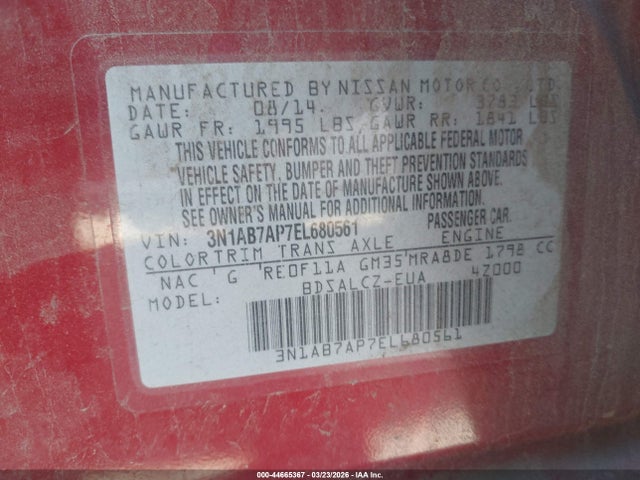 MANUFACTURED BY NISSAN MOTOR CO., LTD.
DATE: 08/14 GVWR: 3783 LBS
GAWR FR: 1995 LBS GAWR RR: 1841 LBS
THIS VEHICLE CONFORMS TO ALL APPLICABLE FEDERAL MOTOR
VEHICLE SAFETY, BUMPER AND THEFT PREVENTION STANDARDS
IN EFFECT ON THE DATE OF MANUFACTURE SHOWN ABOVE.
SEE OWNER'S MANUAL FOR ADDITIONAL INFORMATION.
VIN: 3N1AB7AP7EL680561 PASSENGER CAR.
COLOR TRIM TRANS AXLE ENGINE
NAC G RE0F11A GM35 MRA8DE 1798 CC
MODEL: BDSALCZ-EUA 4Z000
3N1AB7AP7EL680561
000-44665367 | 03/23/2026 | IAA Inc.